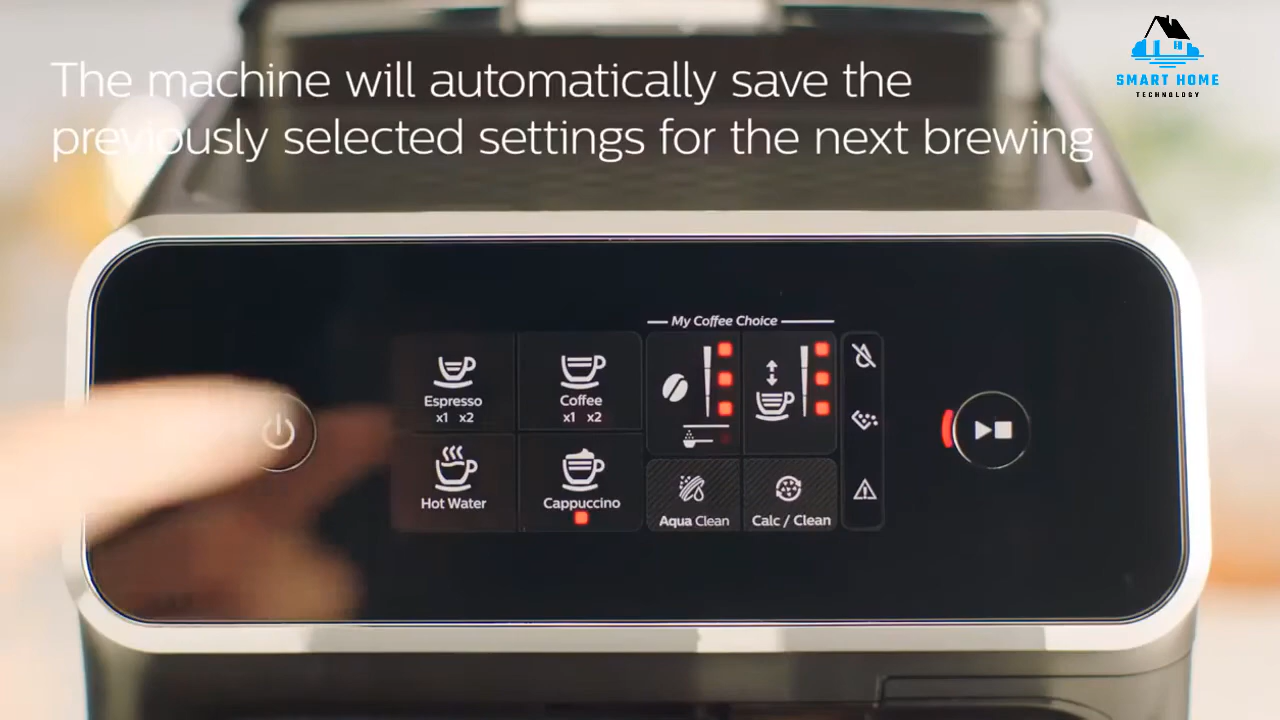 The machine will automatically save the
previously selected settings for the next brewing
SMART HOME
TECHNOLOGY
My Coffee Choice
Espresso
x1 x2
Coffee
x1 x2
Hot Water
Cappuccino
Aqua Clean
Calc / Clean